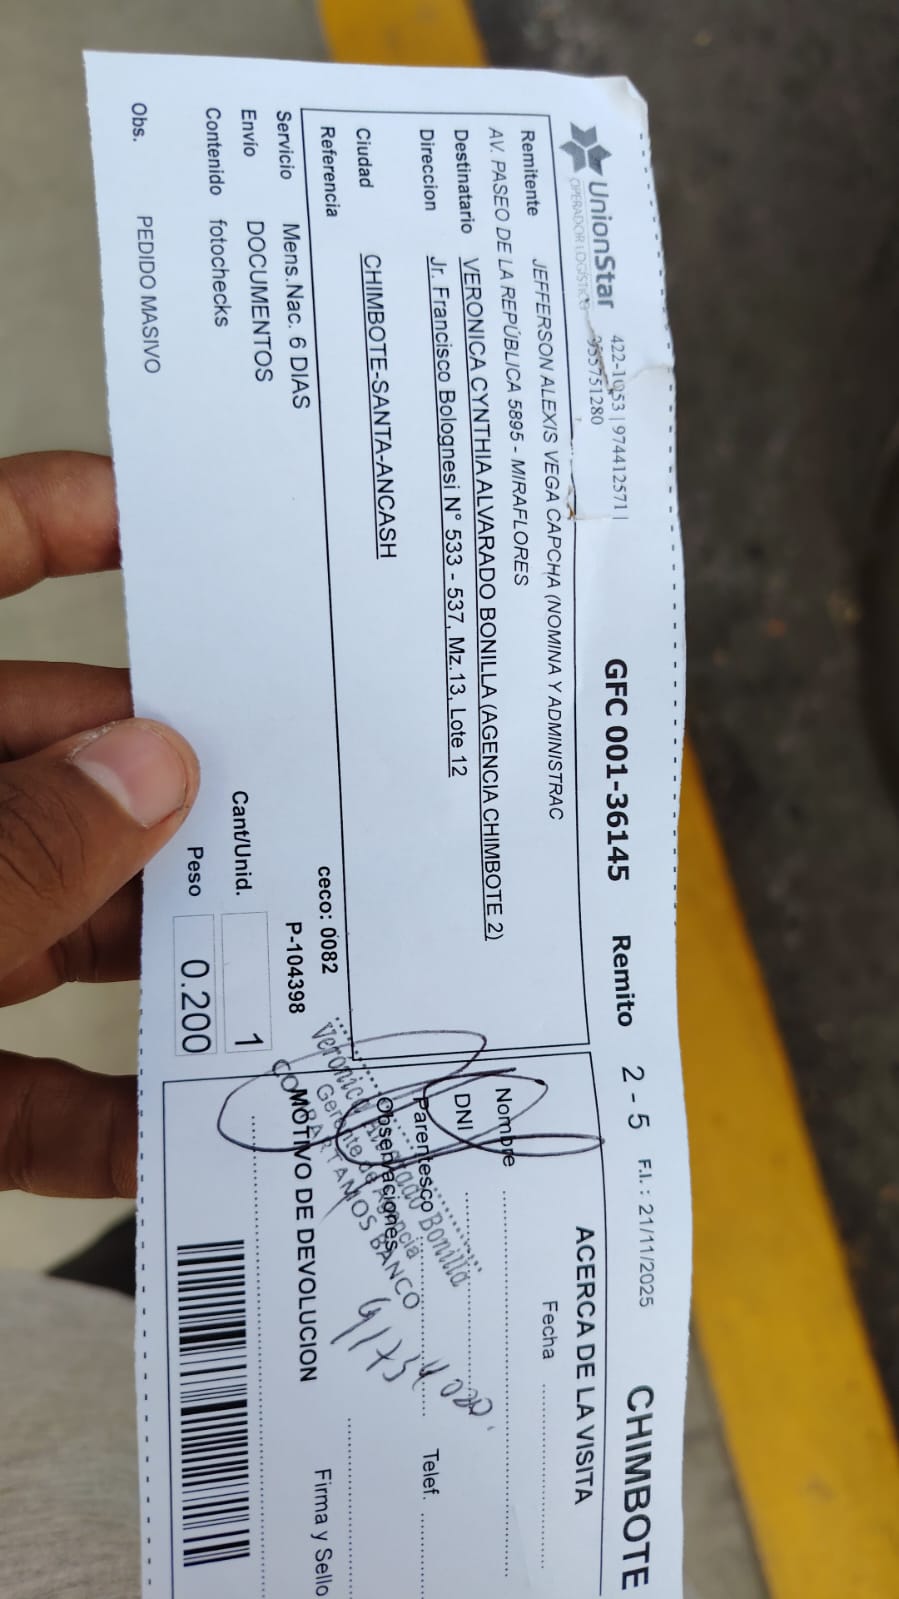 UnionStar
OPERADOR LOGÍSTICO
422-1053 | 974412571 |
955751280
GFC 001-36145 Remito 2 - 5 F.I. : 21/11/2025 CHIMBOTE
Remitente JEFFERSON ALEXIS VEGA CAPCHA (NOMINA Y ADMINISTRAC
AV. PASEO DE LA REPÚBLICA 5895 - MIRAFLORES
Destinatario VERONICA CYNTHIA ALVARADO BONILLA (AGENCIA CHIMBOTE 2)
Direccion Jr. Francisco Bolognesi N° 533 - 537, Mz.13, Lote 12
Ciudad CHIMBOTE-SANTA-ANCASH
Referencia
ceco: 0082
Servicio Mens.Nac. 6 DIAS P-104398
Envío DOCUMENTOS Cant/Unid. 1
Contenido fotochecks Peso 0.200
Obs. PEDIDO MASIVO
ACERCA DE LA VISITA
Fecha
Nombre
DNI
Parentesco Telef.
Observaciones
MOTIVO DE DEVOLUCION Firma y Sello
Veronica Alvarado Bonilla
Gerente de Agencia
COMPARTAMOS BANCO